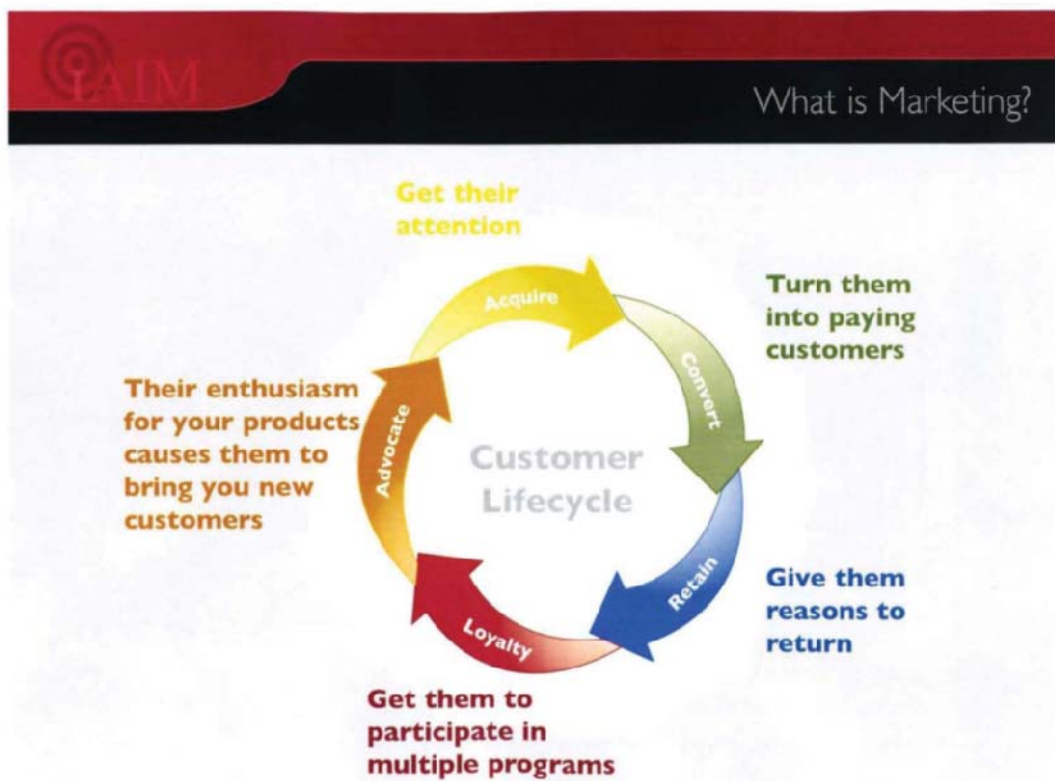 iAIM
What is Marketing?
Get their
attention
Acquire
Turn them
into paying
customers
Convert
Their enthusiasm
for your products
causes them to
bring you new
customers
Advocate
Customer
Lifecycle
Give them
reasons to
return
Retain
Loyalty
Get them to
participate in
multiple programs